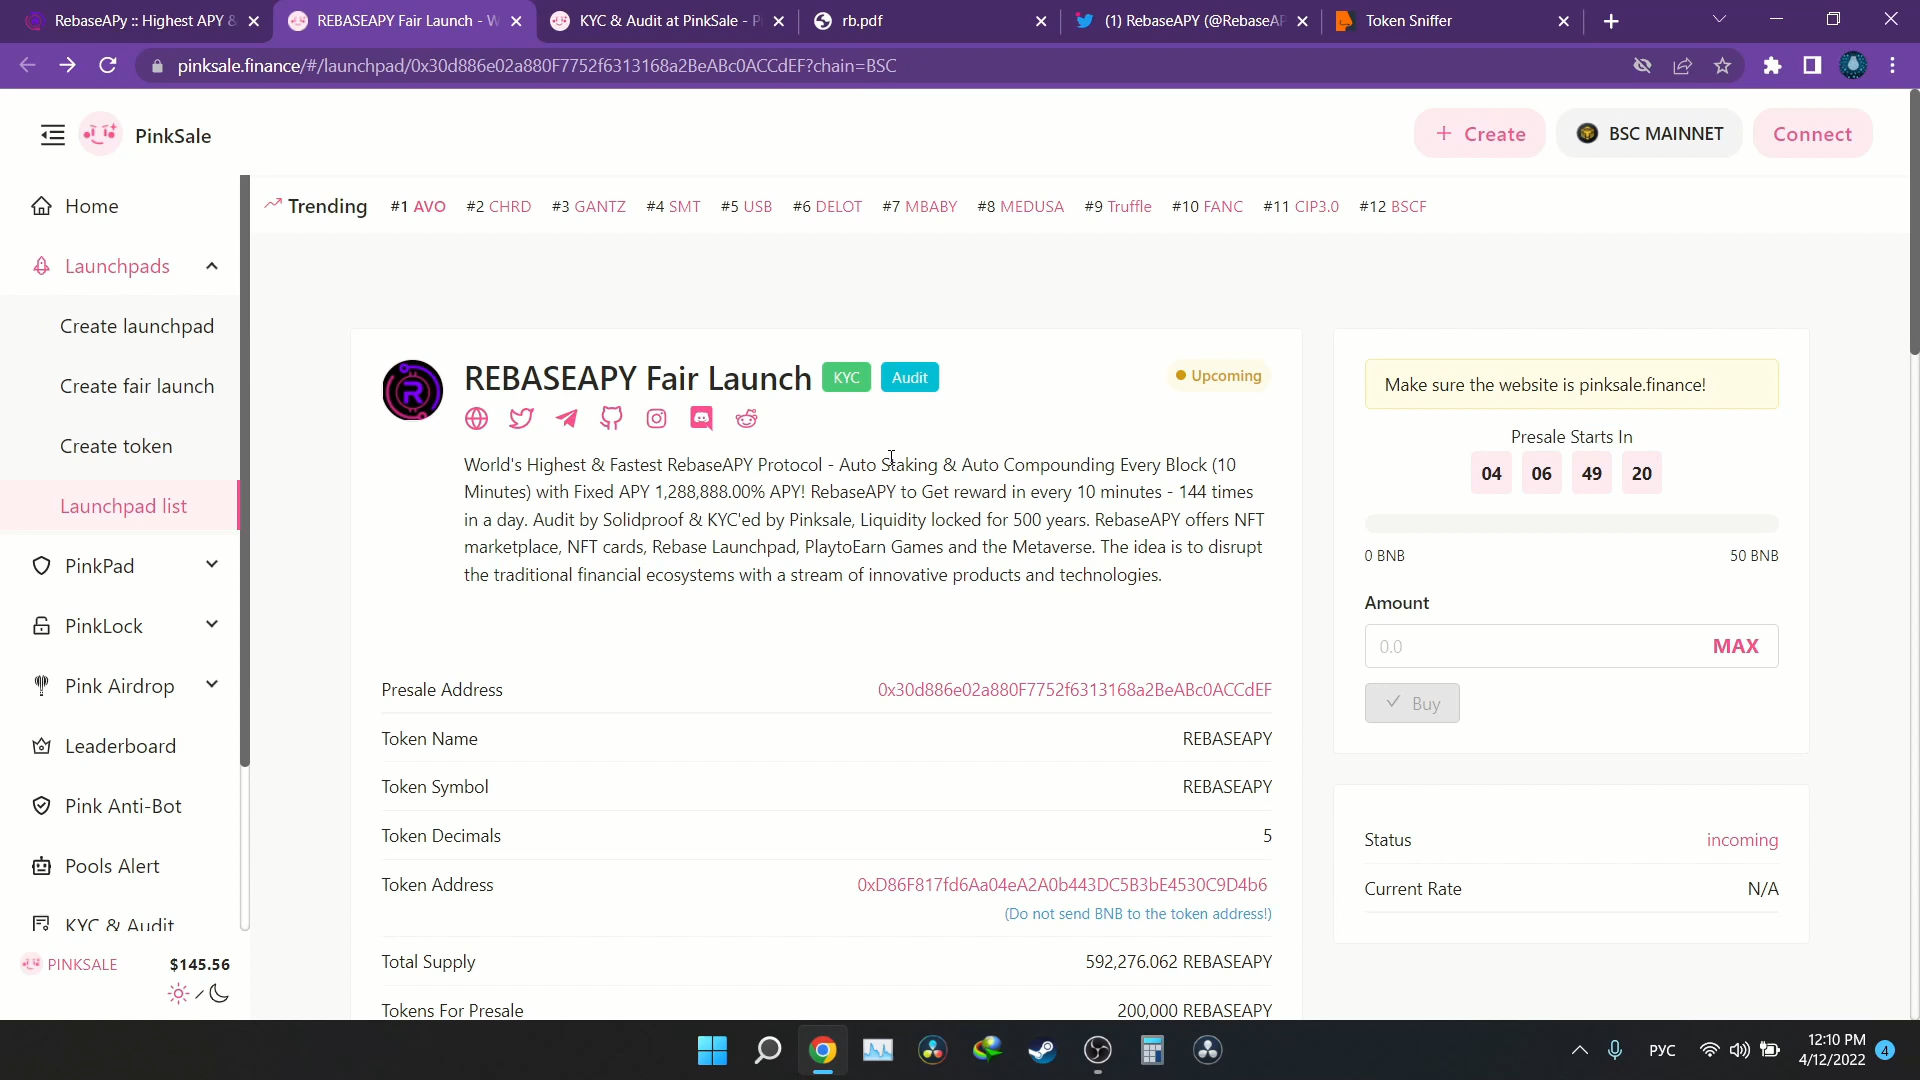 RebaseAPy :: Highest APY &
REBASEAPY Fair Launch - W
KYC & Audit at PinkSale - P
rb.pdf
(1) RebaseAPY (@RebaseAP
Token Sniffer
pinksale.finance/#/launchpad/0x30d886e02a880F7752f6313168a2BeABc0ACCdEF?chain=BSC
PinkSale
+ Create
BSC MAINNET
Connect
Home
Launchpads
Create launchpad
Create fair launch
Create token
Launchpad list
PinkPad
PinkLock
Pink Airdrop
Leaderboard
Pink Anti-Bot
Pools Alert
KYC & Audit
PINKSALE $145.56
Trending #1 AVO #2 CHRD #3 GANTZ #4 SMT #5 USB #6 DELOT #7 MBABY #8 MEDUSA #9 Truffle #10 FANC #11 CIP3.0 #12 BSCF
REBASEAPY Fair Launch KYC Audit
Upcoming
World's Highest & Fastest RebaseAPY Protocol - Auto Staking & Auto Compounding Every Block (10
Minutes) with Fixed APY 1,288,888.00% APY! RebaseAPY to Get reward in every 10 minutes - 144 times
in a day. Audit by Solidproof & KYC'ed by Pinksale, Liquidity locked for 500 years. RebaseAPY offers NFT
marketplace, NFT cards, Rebase Launchpad, PlaytoEarn Games and the Metaverse. The idea is to disrupt
the traditional financial ecosystems with a stream of innovative products and technologies.
Presale Address 0x30d886e02a880F7752f6313168a2BeABc0ACCdEF
Token Name REBASEAPY
Token Symbol REBASEAPY
Token Decimals 5
Token Address 0xD86F817fd6Aa04eA2A0b443DC5B3bE4530C9D4b6
(Do not send BNB to the token address!)
Total Supply 592,276.062 REBASEAPY
Tokens For Presale 200,000 REBASEAPY
Make sure the website is pinksale.finance!
Presale Starts In
04 06 49 20
0 BNB 50 BNB
Amount
0.0 MAX
Buy
Status incoming
Current Rate N/A
РУС
12:10 PM
4/12/2022
4